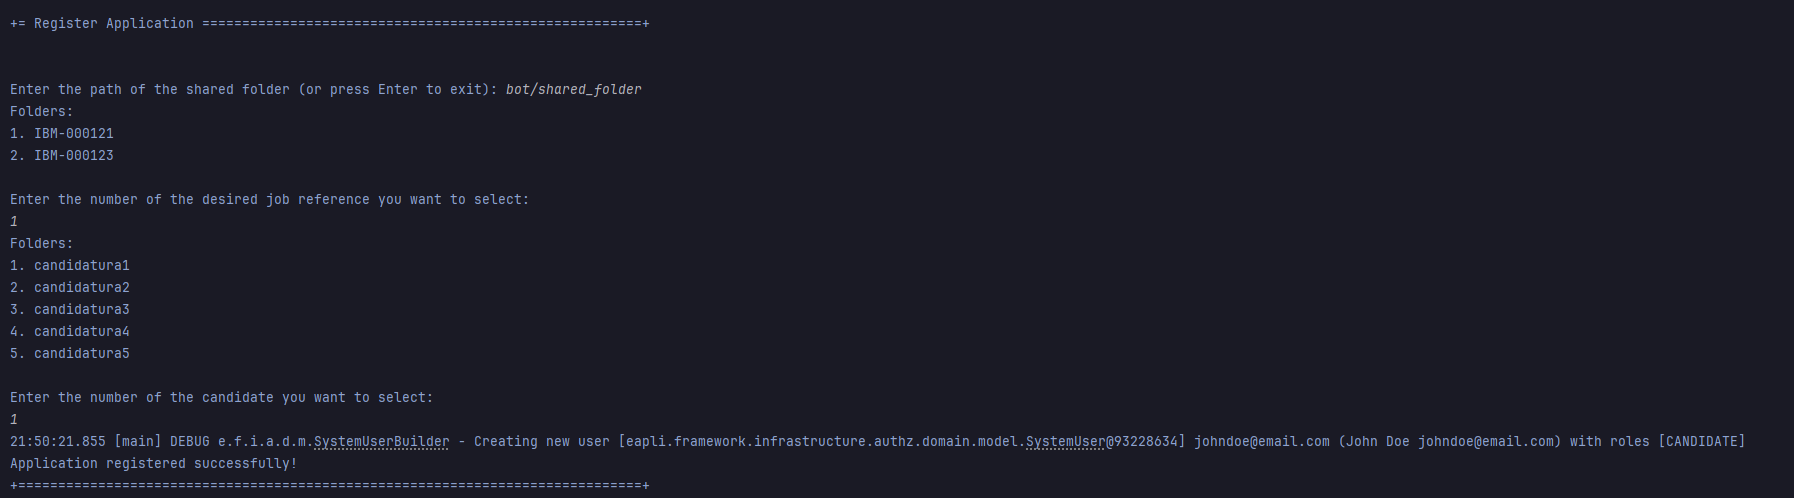 += Register Application =======================================================+
Enter the path of the shared folder (or press Enter to exit): bot/shared_folder
Folders:
1. IBM-000121
2. IBM-000123
Enter the number of the desired job reference you want to select:
1
Folders:
1. candidatura1
2. candidatura2
3. candidatura3
4. candidatura4
5. candidatura5
Enter the number of the candidate you want to select:
1
21:50:21.855 [main] DEBUG e.f.i.a.d.m.SystemUserBuilder - Creating new user [eapli.framework.infrastructure.authz.domain.model.SystemUser@93228634] johndoe@email.com (John Doe johndoe@email.com) with roles [CANDIDATE]
Application registered successfully!
+==============================================================================+